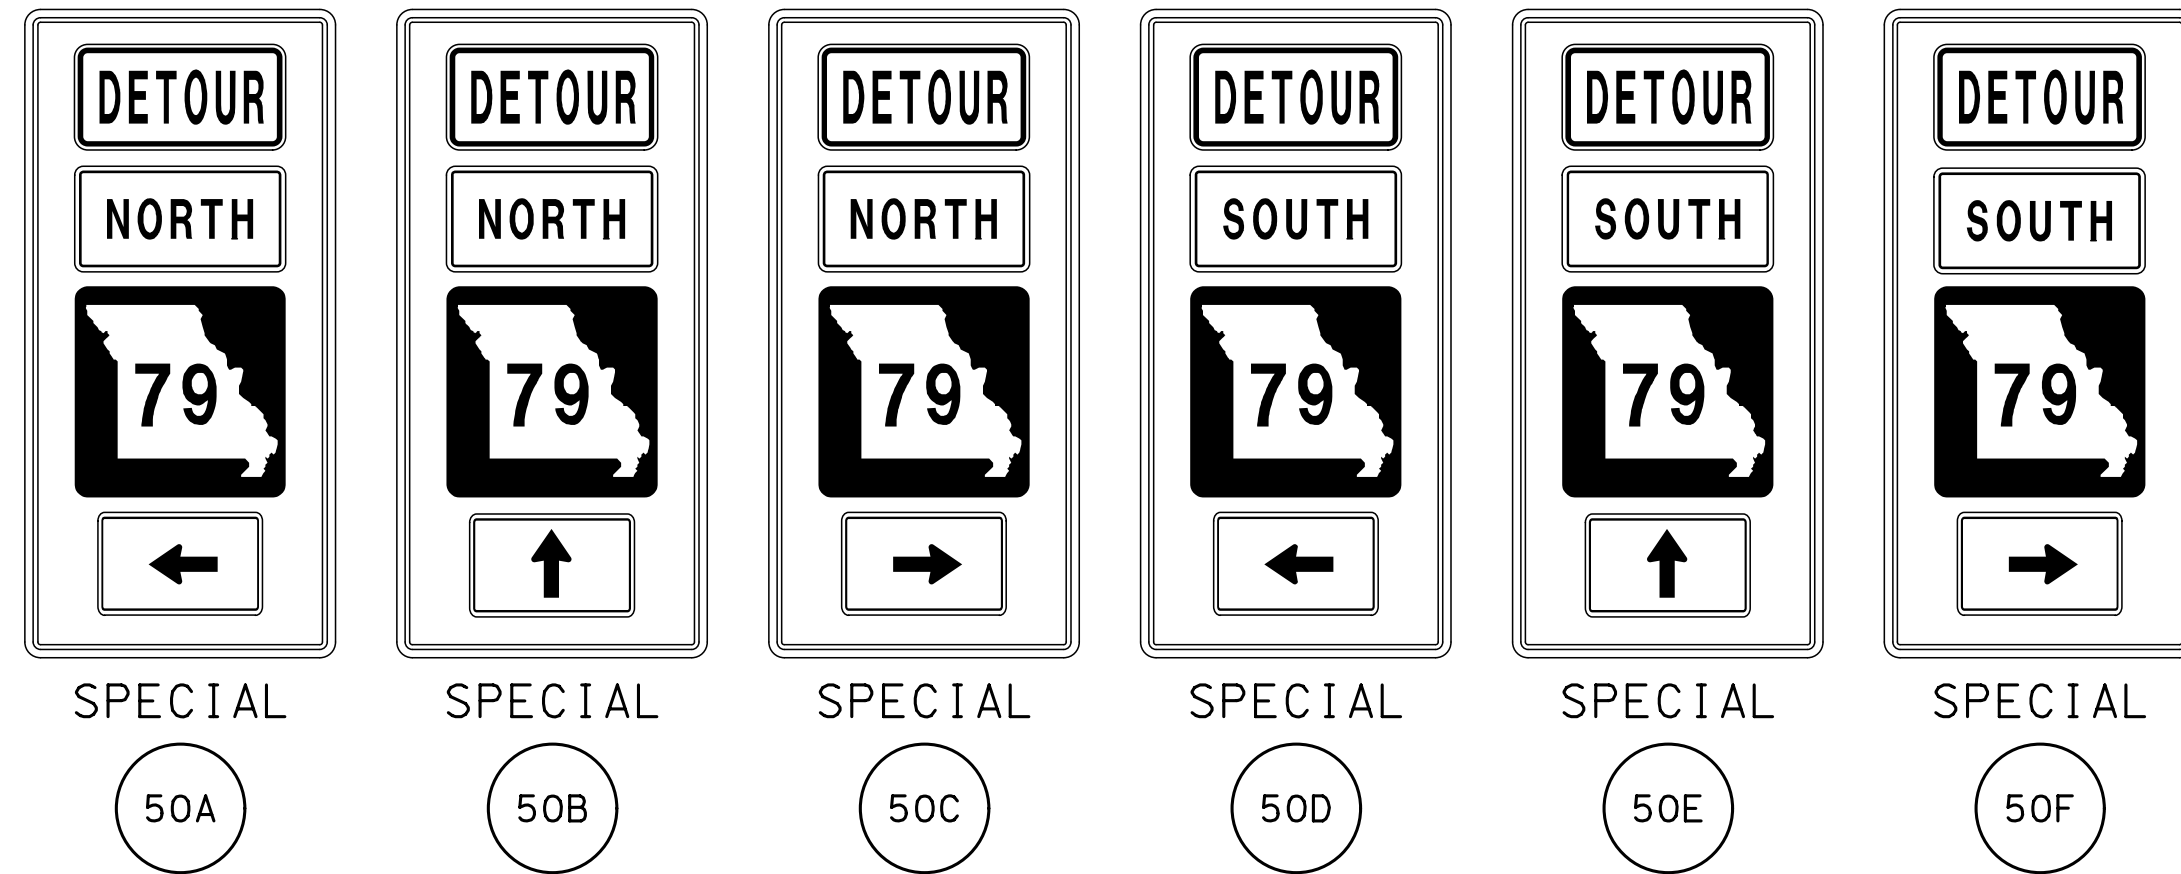 DETOUR
NORTH
79
SPECIAL
50A
DETOUR
NORTH
79
SPECIAL
50B
DETOUR
NORTH
79
SPECIAL
50C
DETOUR
SOUTH
79
SPECIAL
50D
DETOUR
SOUTH
79
SPECIAL
50E
DETOUR
SOUTH
79
SPECIAL
50F